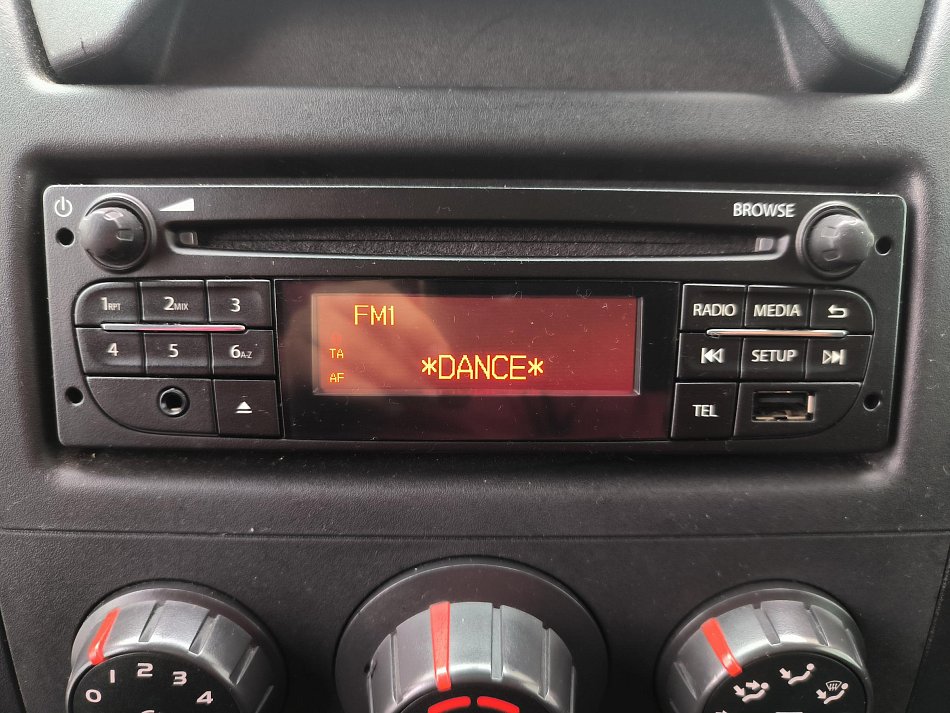 BROWSE
1RPT 2MIX 3
4 5 6A-Z
FM1
TA
*DANCE*
AF
RADIO MEDIA
SETUP
TEL
0 1 2 3 4